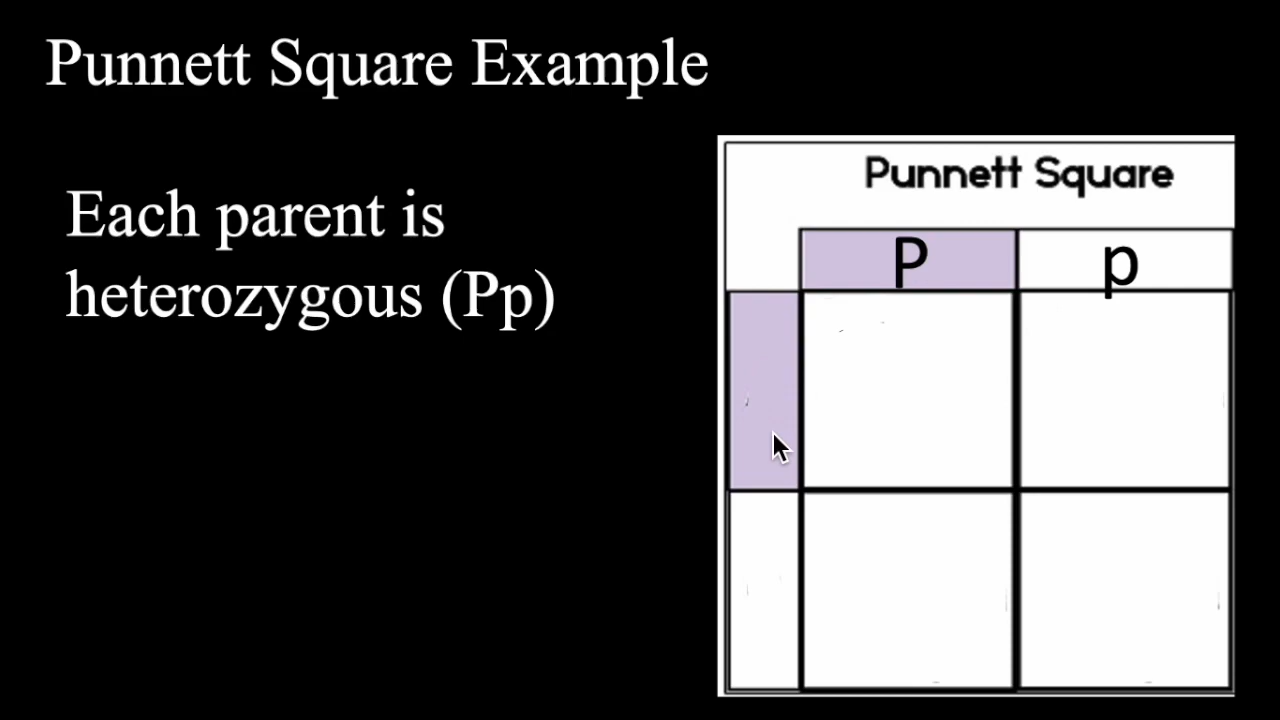 Punnett Square Example
Each parent is
heterozygous (Pp)
Punnett Square
P p